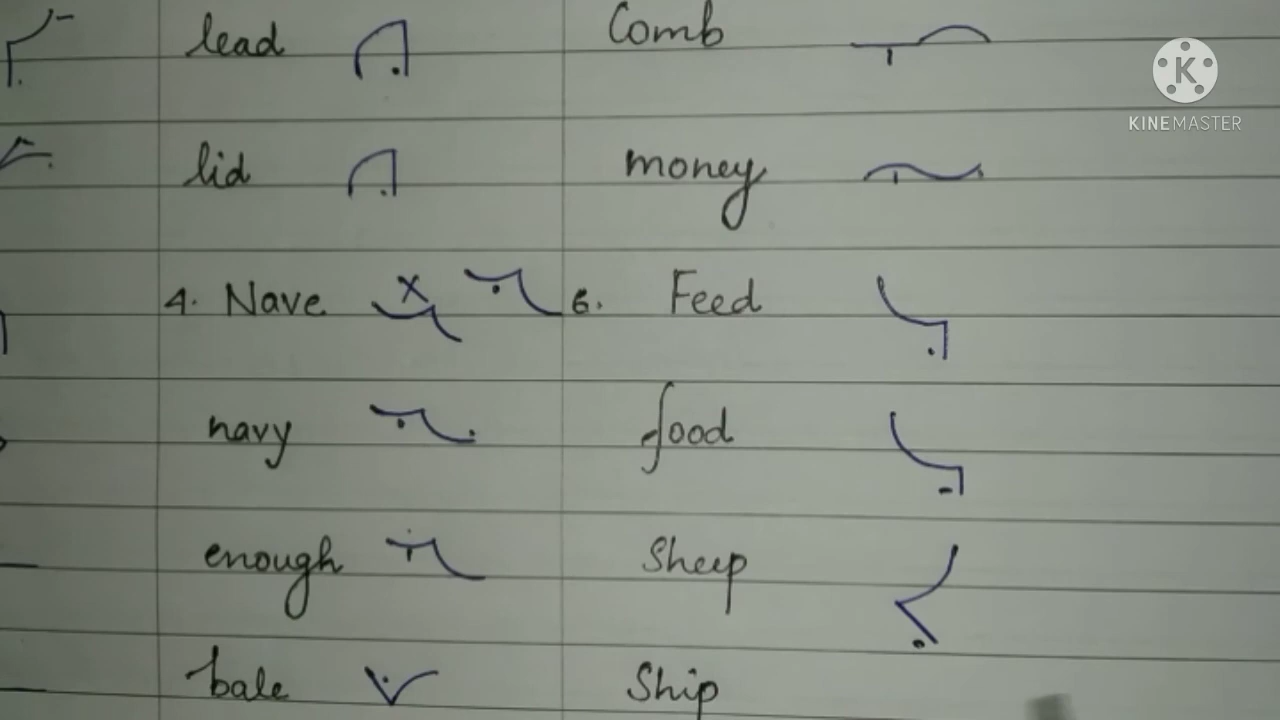 lead
lid
4. Nave
navy
enough
bale
Comb
money
6. Feed
food
Sheep
Ship
K
KINEMASTER